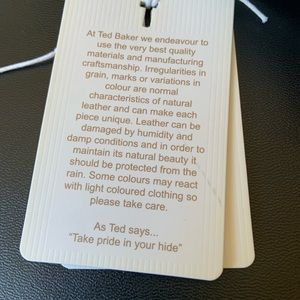 At Ted Baker we endeavour to
use the very best quality
materials and manufacturing
craftsmanship. Irregularities in
grain, marks or variations in
colour are normal
characteristics of natural
leather and can make each
piece unique. Leather can be
damaged by humidity and
damp conditions and in order to
maintain its natural beauty it
should be protected from the
rain. Some colours may react
with light coloured clothing so
please take care.
As Ted says...
"Take pride in your hide"